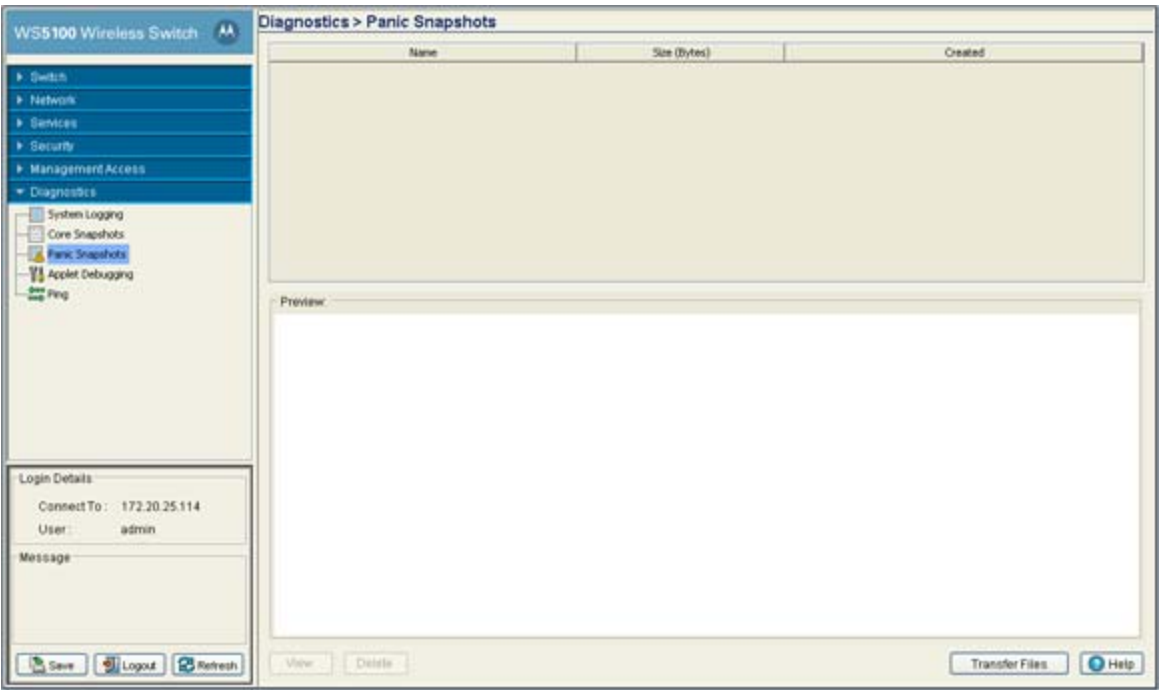 WS5100 Wireless Switch
Diagnostics > Panic Snapshots
Name Size (Bytes) Created
Switch
Network
Services
Security
Management Access
Diagnostics
System Logging
Core Snapshots
Panic Snapshots
Applet Debugging
Ping
Preview
Login Details
Connect To : 172.20.25.114
User : admin
Message
Save Logout Refresh
View Delete Transfer Files Help